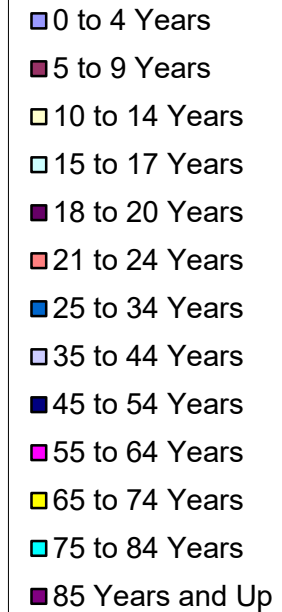 0 to 4 Years
5 to 9 Years
10 to 14 Years
15 to 17 Years
18 to 20 Years
21 to 24 Years
25 to 34 Years
35 to 44 Years
45 to 54 Years
55 to 64 Years
65 to 74 Years
75 to 84 Years
85 Years and Up